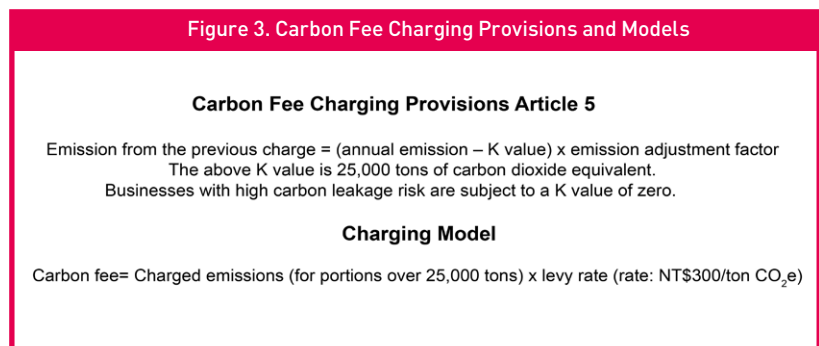 Figure 3. Carbon Fee Charging Provisions and Models
Carbon Fee Charging Provisions Article 5
Emission from the previous charge = (annual emission – K value) x emission adjustment factor
The above K value is 25,000 tons of carbon dioxide equivalent.
Businesses with high carbon leakage risk are subject to a K value of zero.
Charging Model
Carbon fee= Charged emissions (for portions over 25,000 tons) x levy rate (rate: NT$300/ton CO₂e)